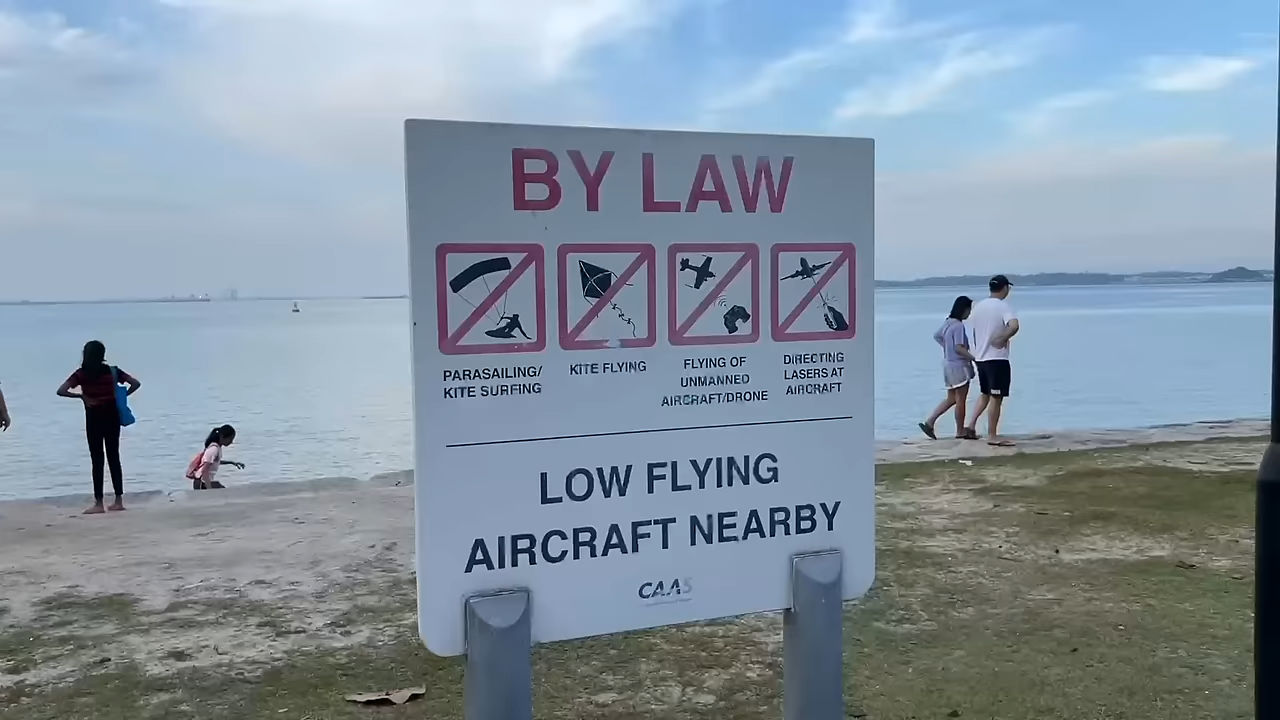 BY LAW
PARASAILING/
KITE SURFING
KITE FLYING
FLYING OF
UNMANNED
AIRCRAFT/DRONE
DIRECTING
LASERS AT
AIRCRAFT
LOW FLYING
AIRCRAFT NEARBY
CAAS